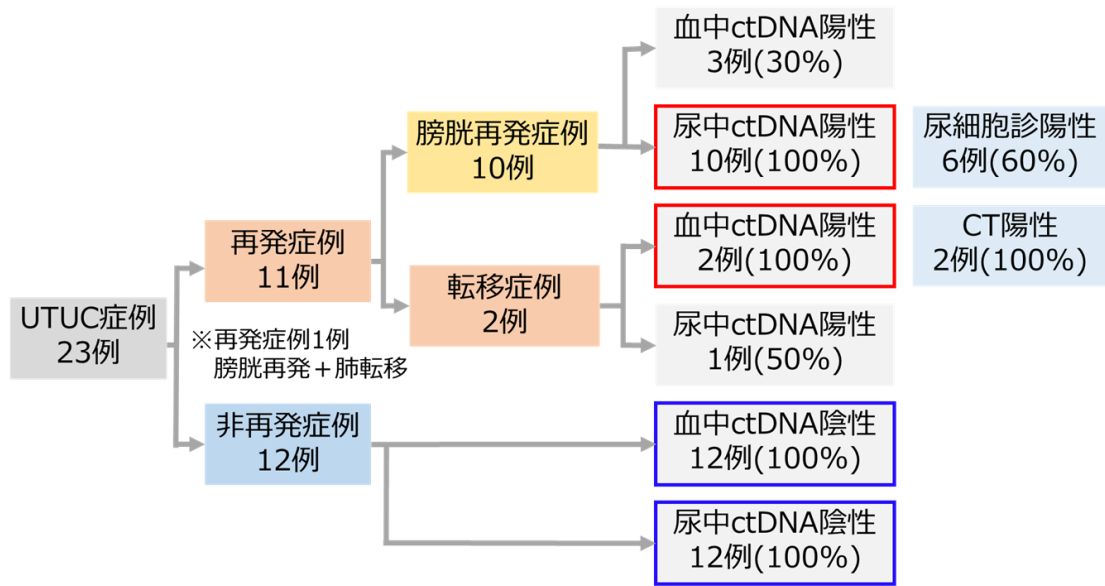 UTUC症例
23例
再発症例
11例
※再発症例1例
膀胱再発＋肺転移
非再発症例
12例
膀胱再発症例
10例
転移症例
2例
血中ctDNA陽性
3例(30%)
尿中ctDNA陽性
10例(100%)
尿細胞診陽性
6例(60%)
血中ctDNA陽性
2例(100%)
CT陽性
2例(100%)
尿中ctDNA陽性
1例(50%)
血中ctDNA陰性
12例(100%)
尿中ctDNA陰性
12例(100%)